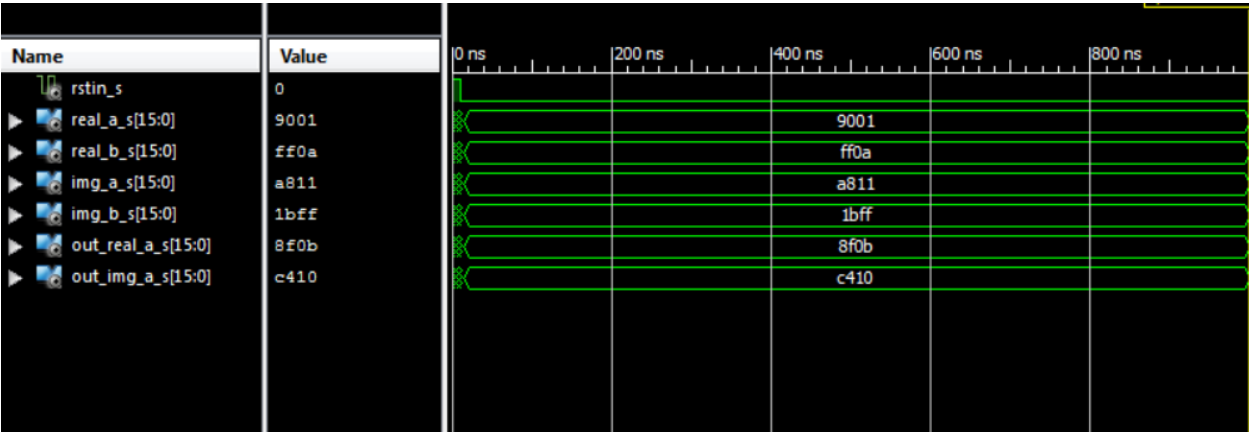 Name Value 0 ns 200 ns 400 ns 600 ns 800 ns
rstin_s 0
real_a_s[15:0] 9001 9001
real_b_s[15:0] ff0a ff0a
img_a_s[15:0] a811 a811
img_b_s[15:0] 1bff 1bff
out_real_a_s[15:0] 8f0b 8f0b
out_img_a_s[15:0] c410 c410